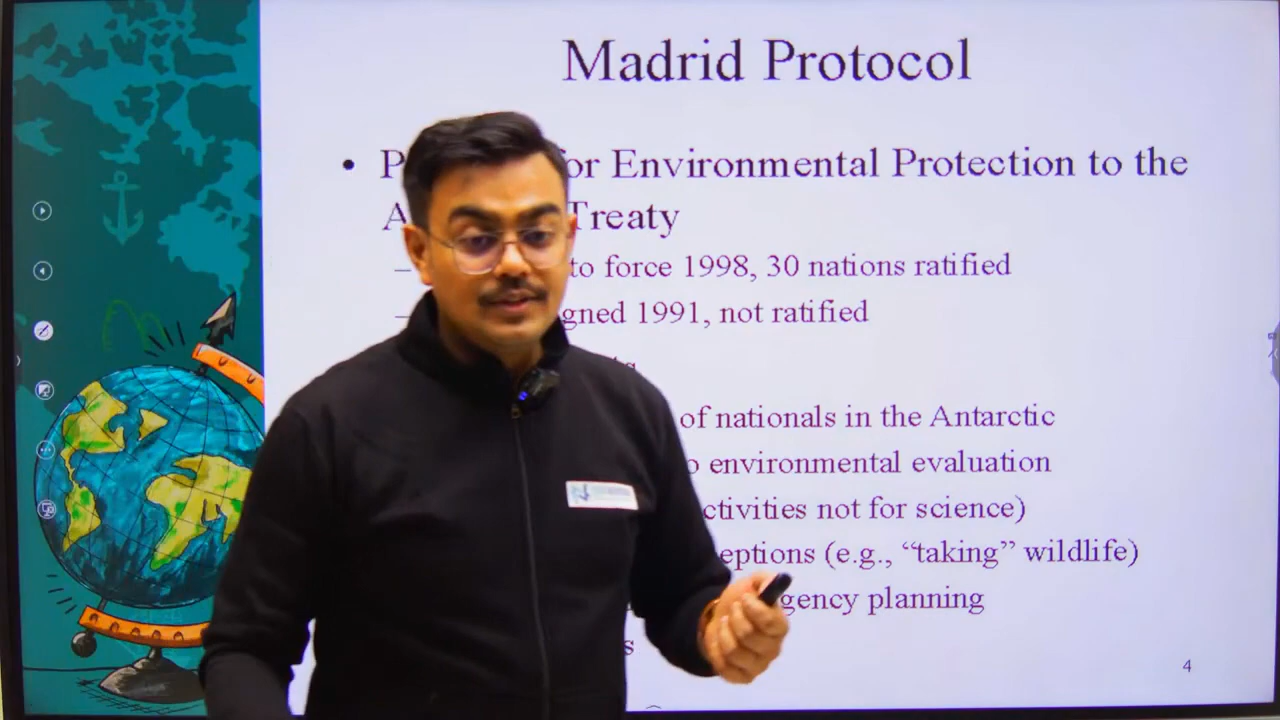 Madrid Protocol
• P or Environmental Protection to the
A Treaty
– to force 1998, 30 nations ratified
– gned 1991, not ratified
s
of nationals in the Antarctic
o environmental evaluation
ctivities not for science)
eptions (e.g., “taking” wildlife)
gency planning
s
4